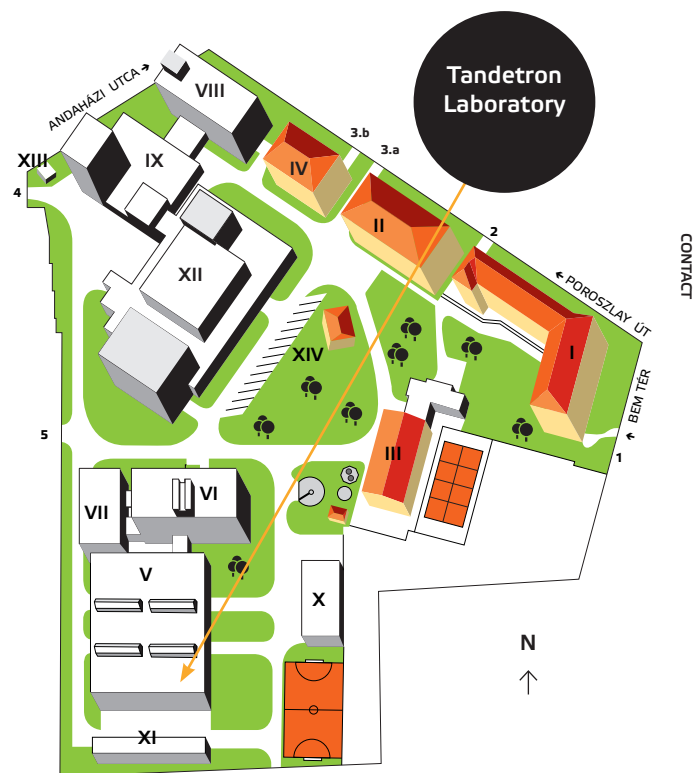 Tandetron
Laboratory
ANDAHÁZI UTCA →
VIII
3.b
3.a
XIII
IX
IV
4
II
2
XII
CONTACT
← POROSZLAY ÚT
I
XIV
← BEM TÉR
5
III
1
VI
VII
V
X
N
XI